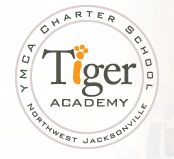 YMCA CHARTER SCHOOL
Tiger
ACADEMY
NORTHWEST JACKSONVILLE